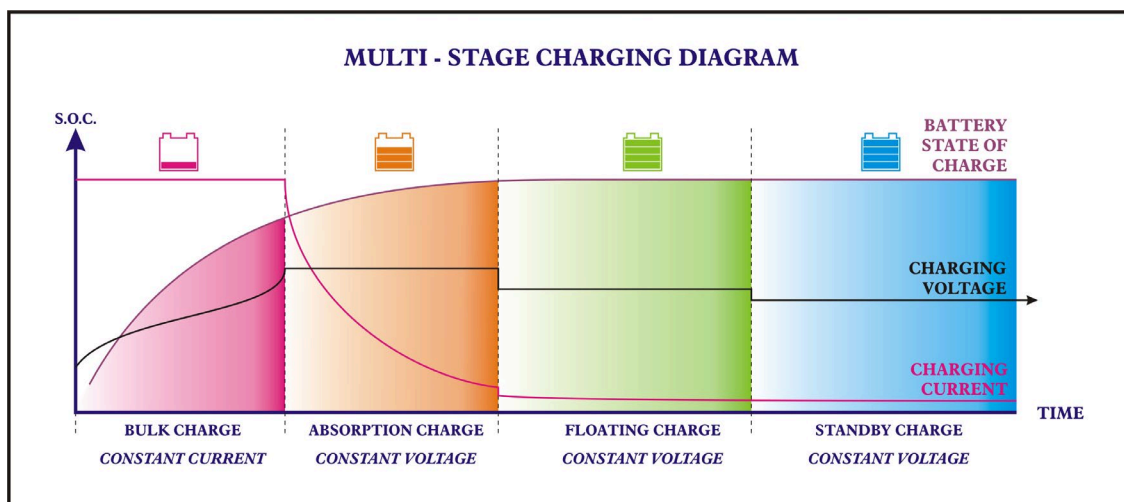 MULTI - STAGE CHARGING DIAGRAM
S.O.C.
BATTERY
STATE OF
CHARGE
CHARGING
VOLTAGE
CHARGING
CURRENT
TIME
BULK CHARGE
CONSTANT CURRENT
ABSORPTION CHARGE
CONSTANT VOLTAGE
FLOATING CHARGE
CONSTANT VOLTAGE
STANDBY CHARGE
CONSTANT VOLTAGE